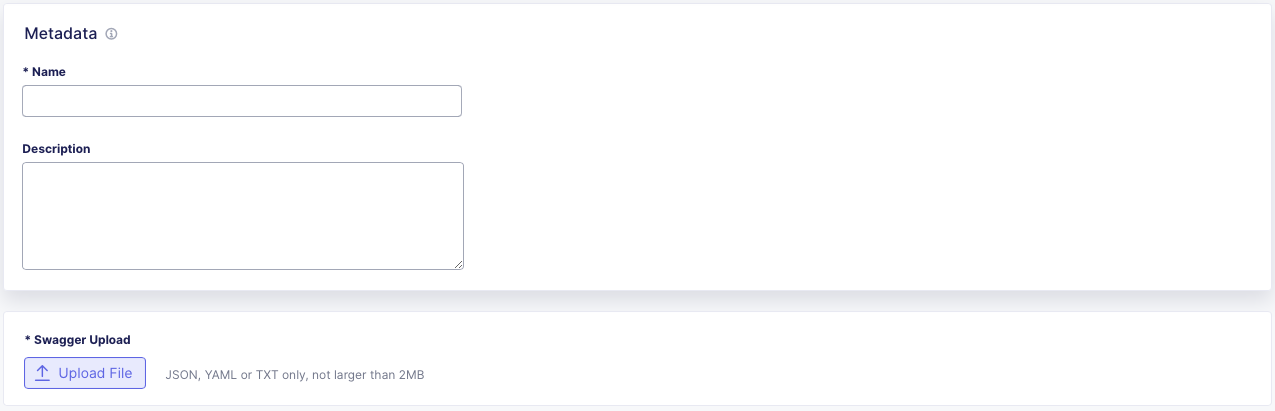 Metadata
* Name
Description
* Swagger Upload
Upload File
JSON, YAML or TXT only, not larger than 2MB